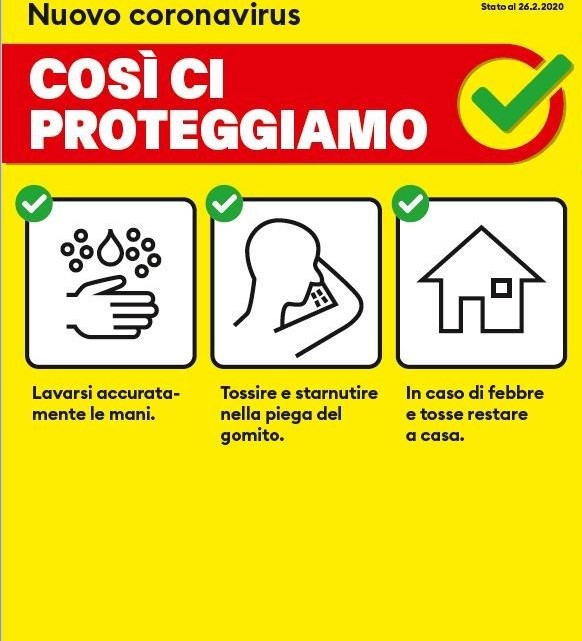 Nuovo coronavirus
Stato al 26.2.2020
COSÌ CI
PROTEGGIAMO
Lavarsi accurata-
mente le mani.
Tossire e starnutire
nella piega del
gomito.
In caso di febbre
e tosse restare
a casa.